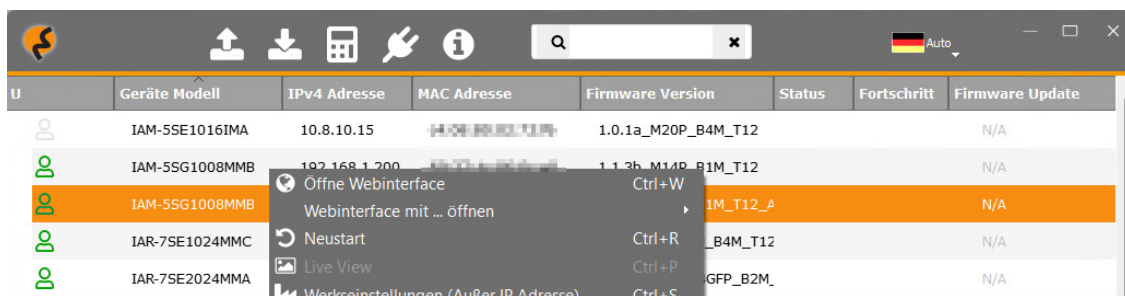 Auto
U Geräte Modell IPv4 Adresse MAC Adresse Firmware Version Status Fortschritt Firmware Update
IAM-5SE1016IMA 10.8.10.15 1.0.1a_M20P_B4M_T12 N/A
IAM-5SG1008MMB 192.168.1.200 1.1.3b_M14P_B1M_T12 N/A
Öffne Webinterface Ctrl+W
IAM-5SG1008MMB 1M_T12_A N/A
Webinterface mit ... öffnen
IAR-7SE1024MMC Neustart Ctrl+R _B4M_T12 N/A
Live View Ctrl+P
IAR-7SE2024MMA GFP_B2M_ N/A
Werkseinstellungen (Außer IP Adresse) Ctrl+S